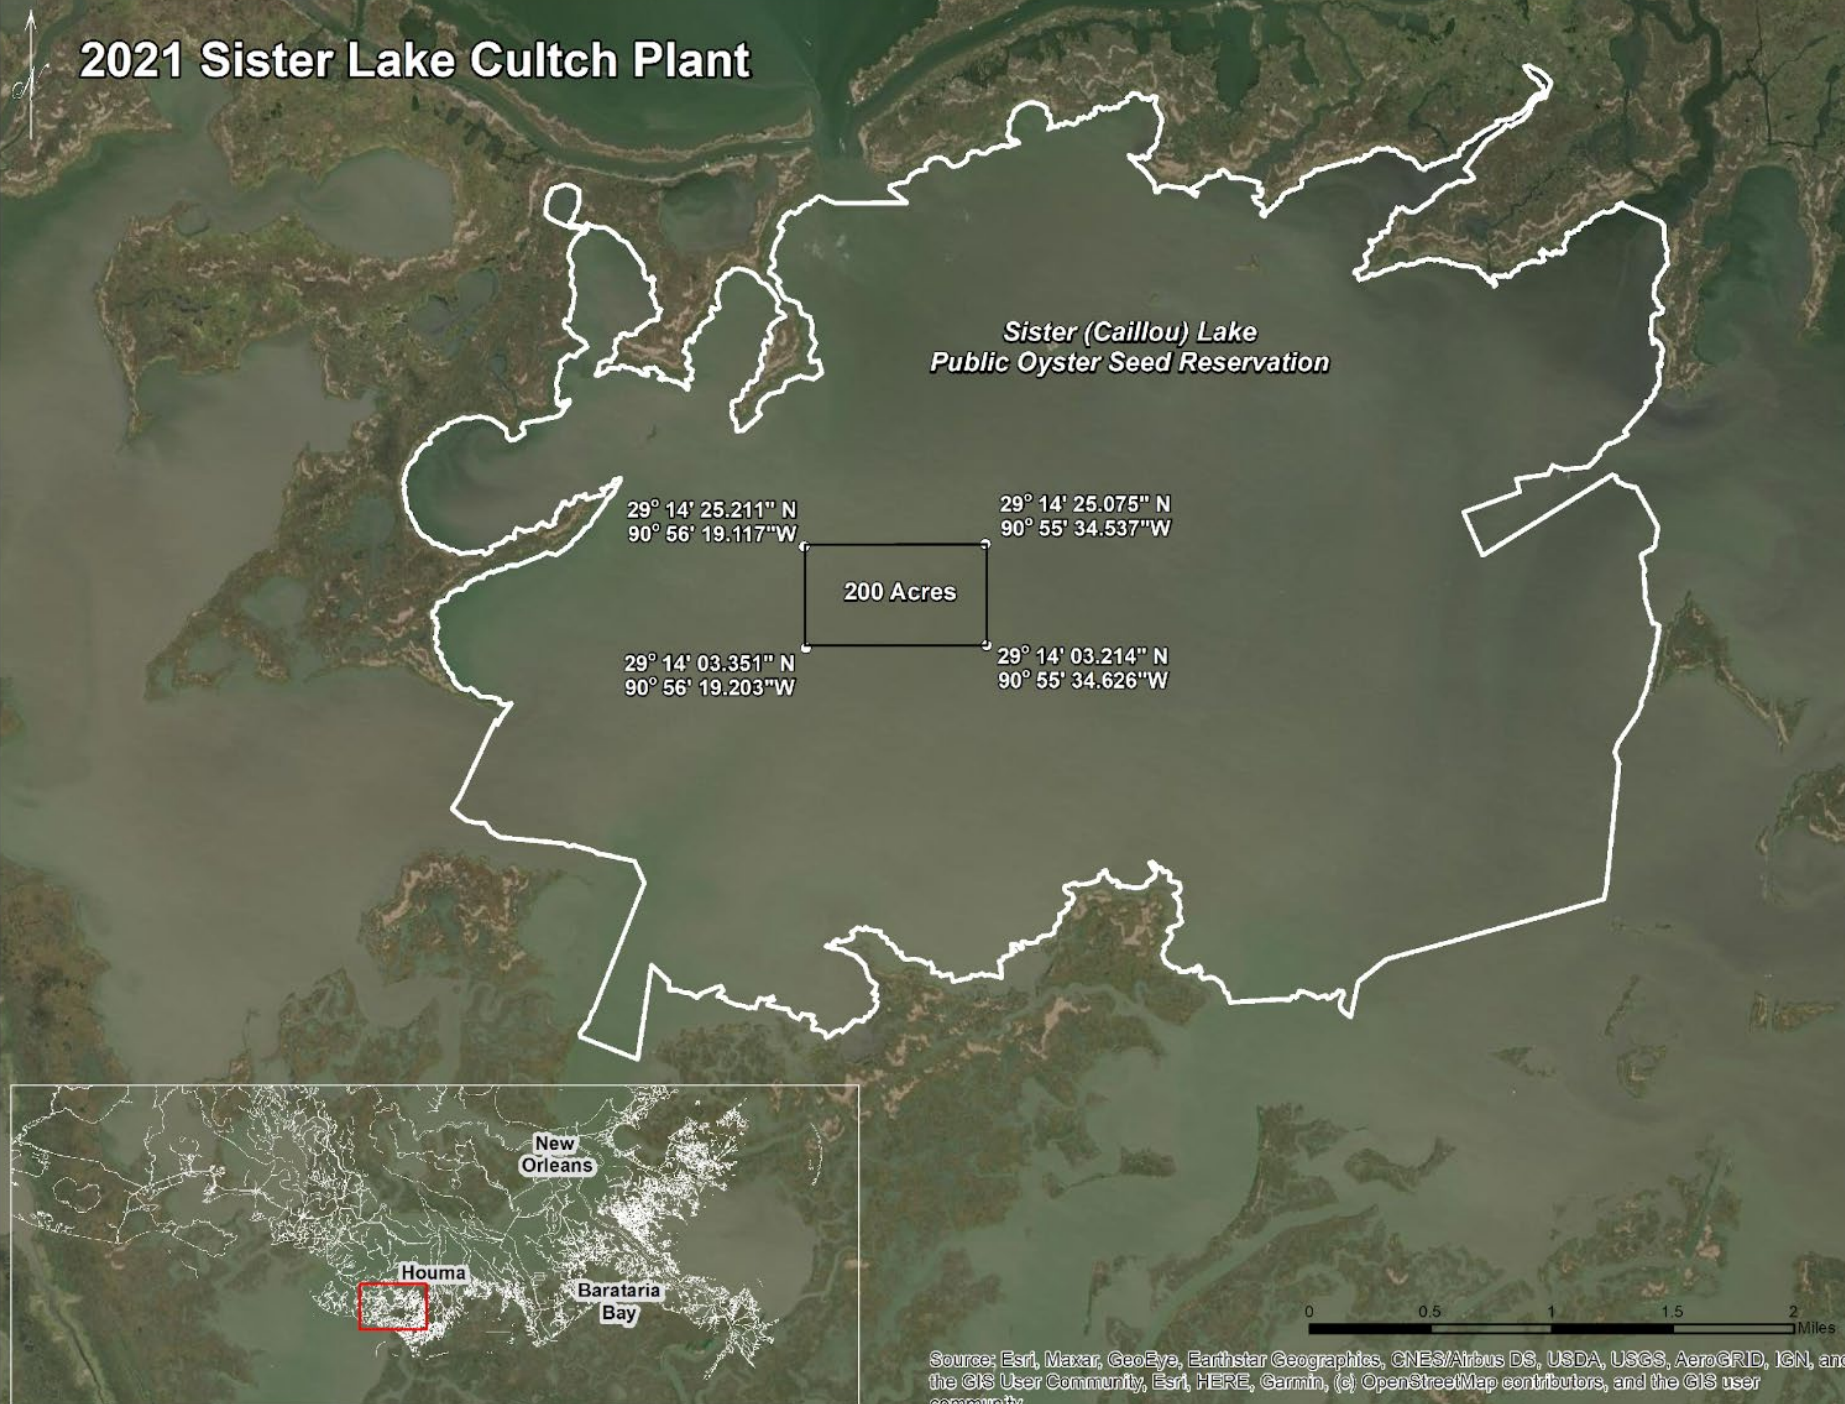 2021 Sister Lake Cultch Plant
Sister (Caillou) Lake
Public Oyster Seed Reservation
29° 14' 25.211" N
90° 56' 19.117"W
29° 14' 25.075" N
90° 55' 34.537"W
200 Acres
29° 14' 03.351" N
90° 56' 19.203"W
29° 14' 03.214" N
90° 55' 34.626"W
New
Orleans
Houma
Barataria
Bay
0 0.5 1 1.5 2
Miles
Source: Esri, Maxar, GeoEye, Earthstar Geographics, CNES/Airbus DS, USDA, USGS, AeroGRID, IGN, and
the GIS User Community, Esri, HERE, Garmin, (c) OpenStreetMap contributors, and the GIS user
community